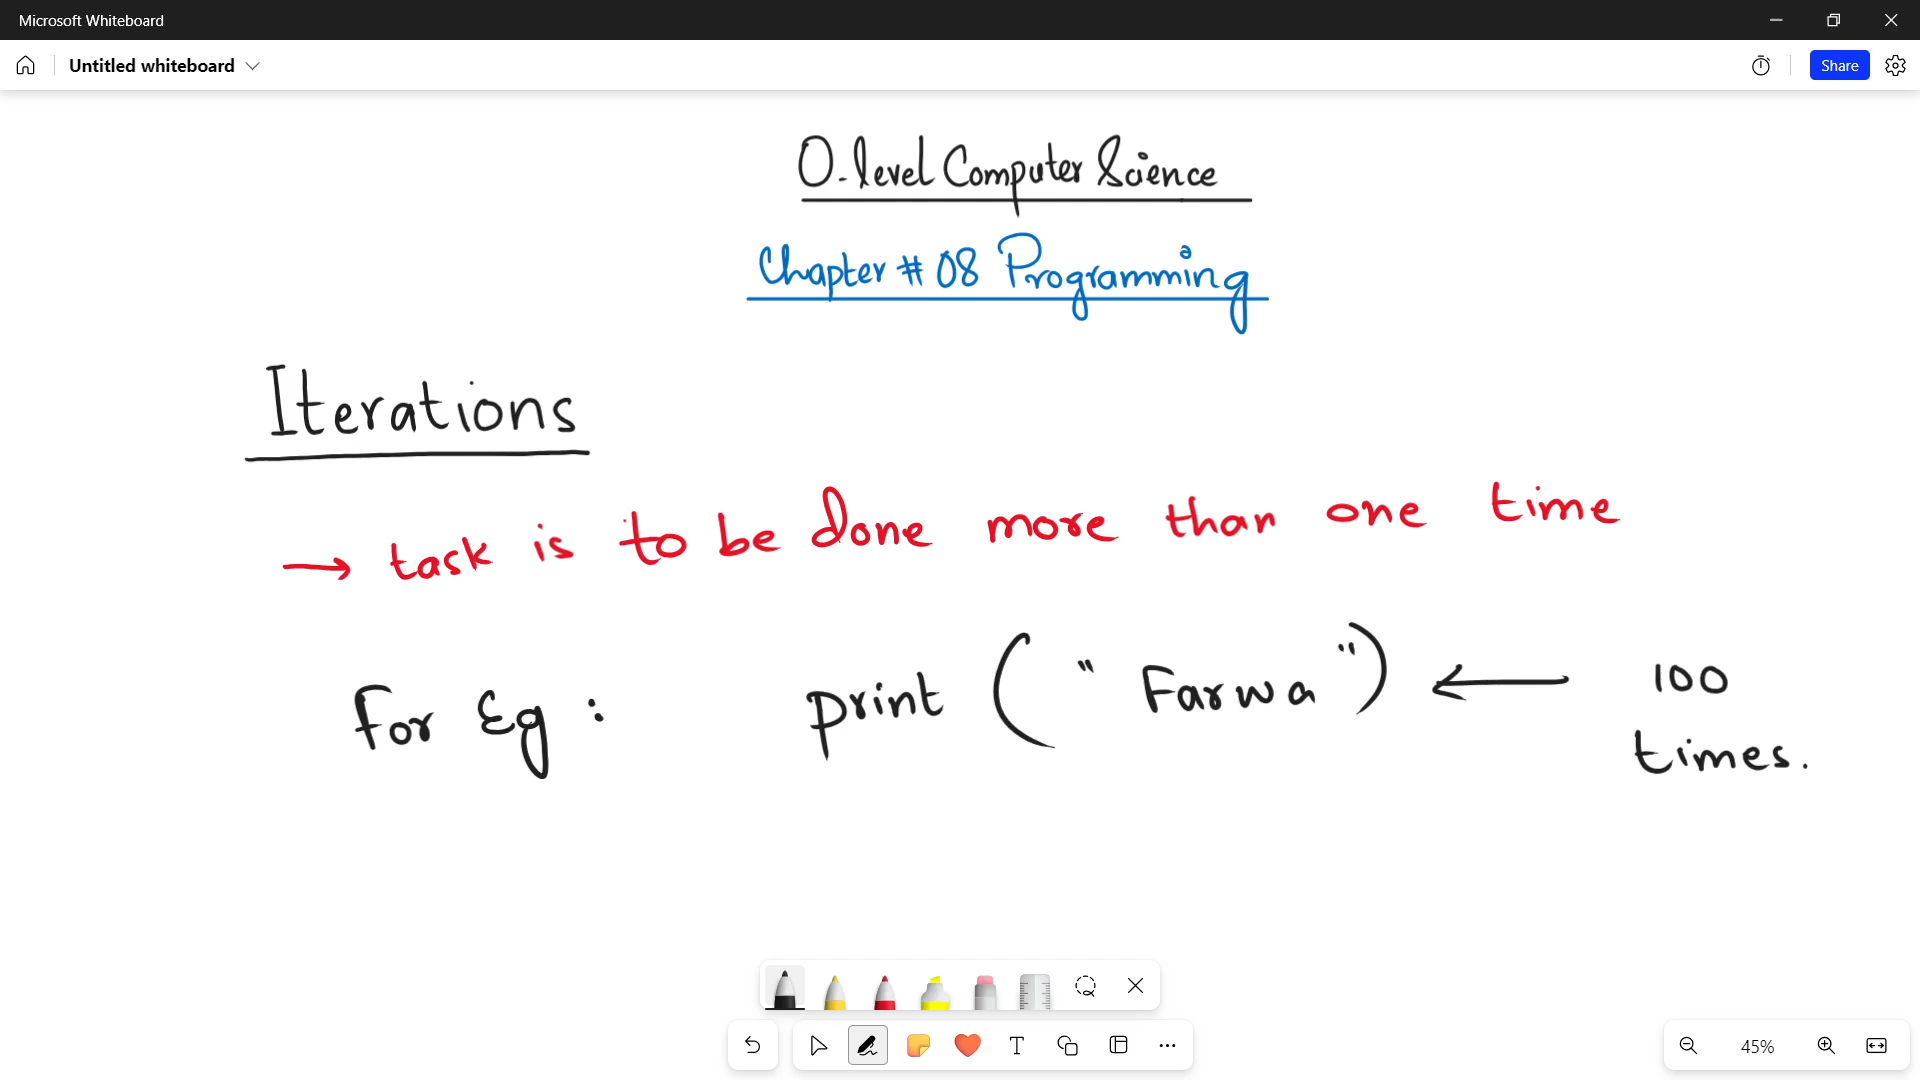 Microsoft Whiteboard
Untitled whiteboard
Share
O-level Computer Science
Chapter # 08 Programming
Iterations
→ task is to be done more than one time
For Eg : print (" Farwa ") ← 100
times.
45%